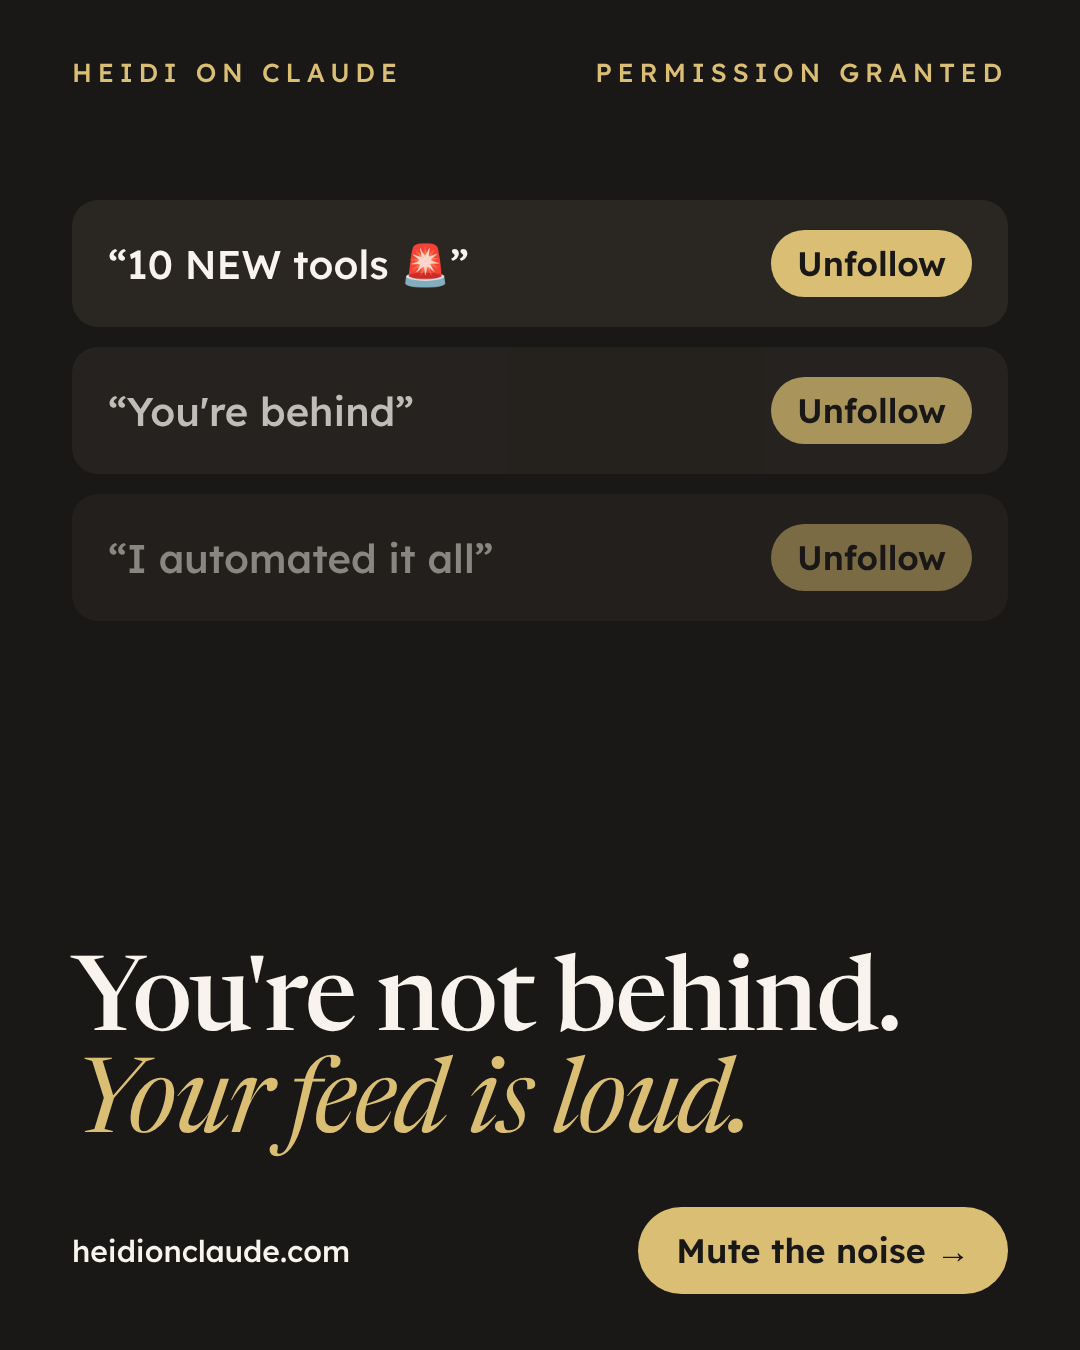 HEIDI ON CLAUDE
PERMISSION GRANTED
“10 NEW tools 🚨”
Unfollow
“You're behind”
Unfollow
“I automated it all”
Unfollow
You're not behind.
Your feed is loud.
heidionclaude.com
Mute the noise →